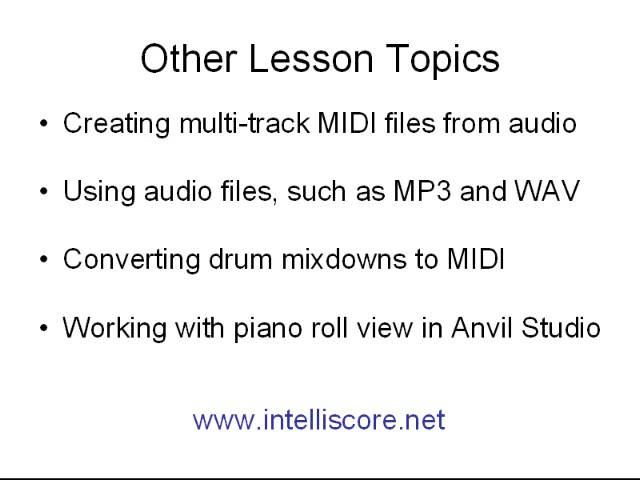 Other Lesson Topics
• Creating multi-track MIDI files from audio
• Using audio files, such as MP3 and WAV
• Converting drum mixdowns to MIDI
• Working with piano roll view in Anvil Studio
www.intelliscore.net